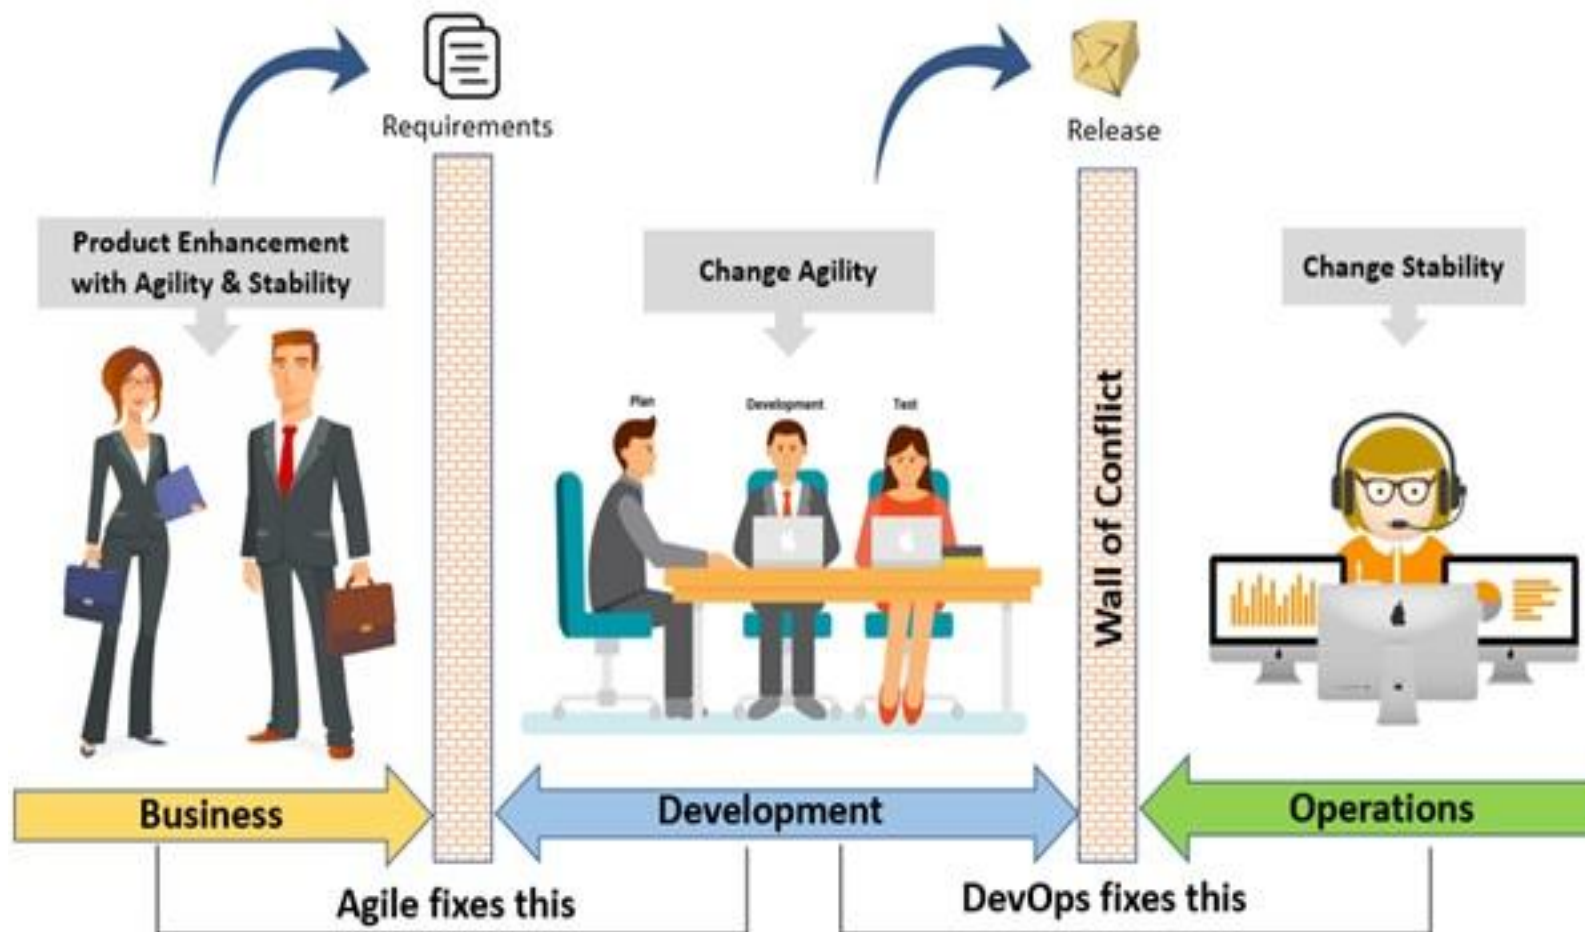 Requirements
Release
Product Enhancement
with Agility & Stability
Change Agility
Change Stability
Plan
Development
Test
Wall of Conflict
Business
Development
Operations
Agile fixes this
DevOps fixes this